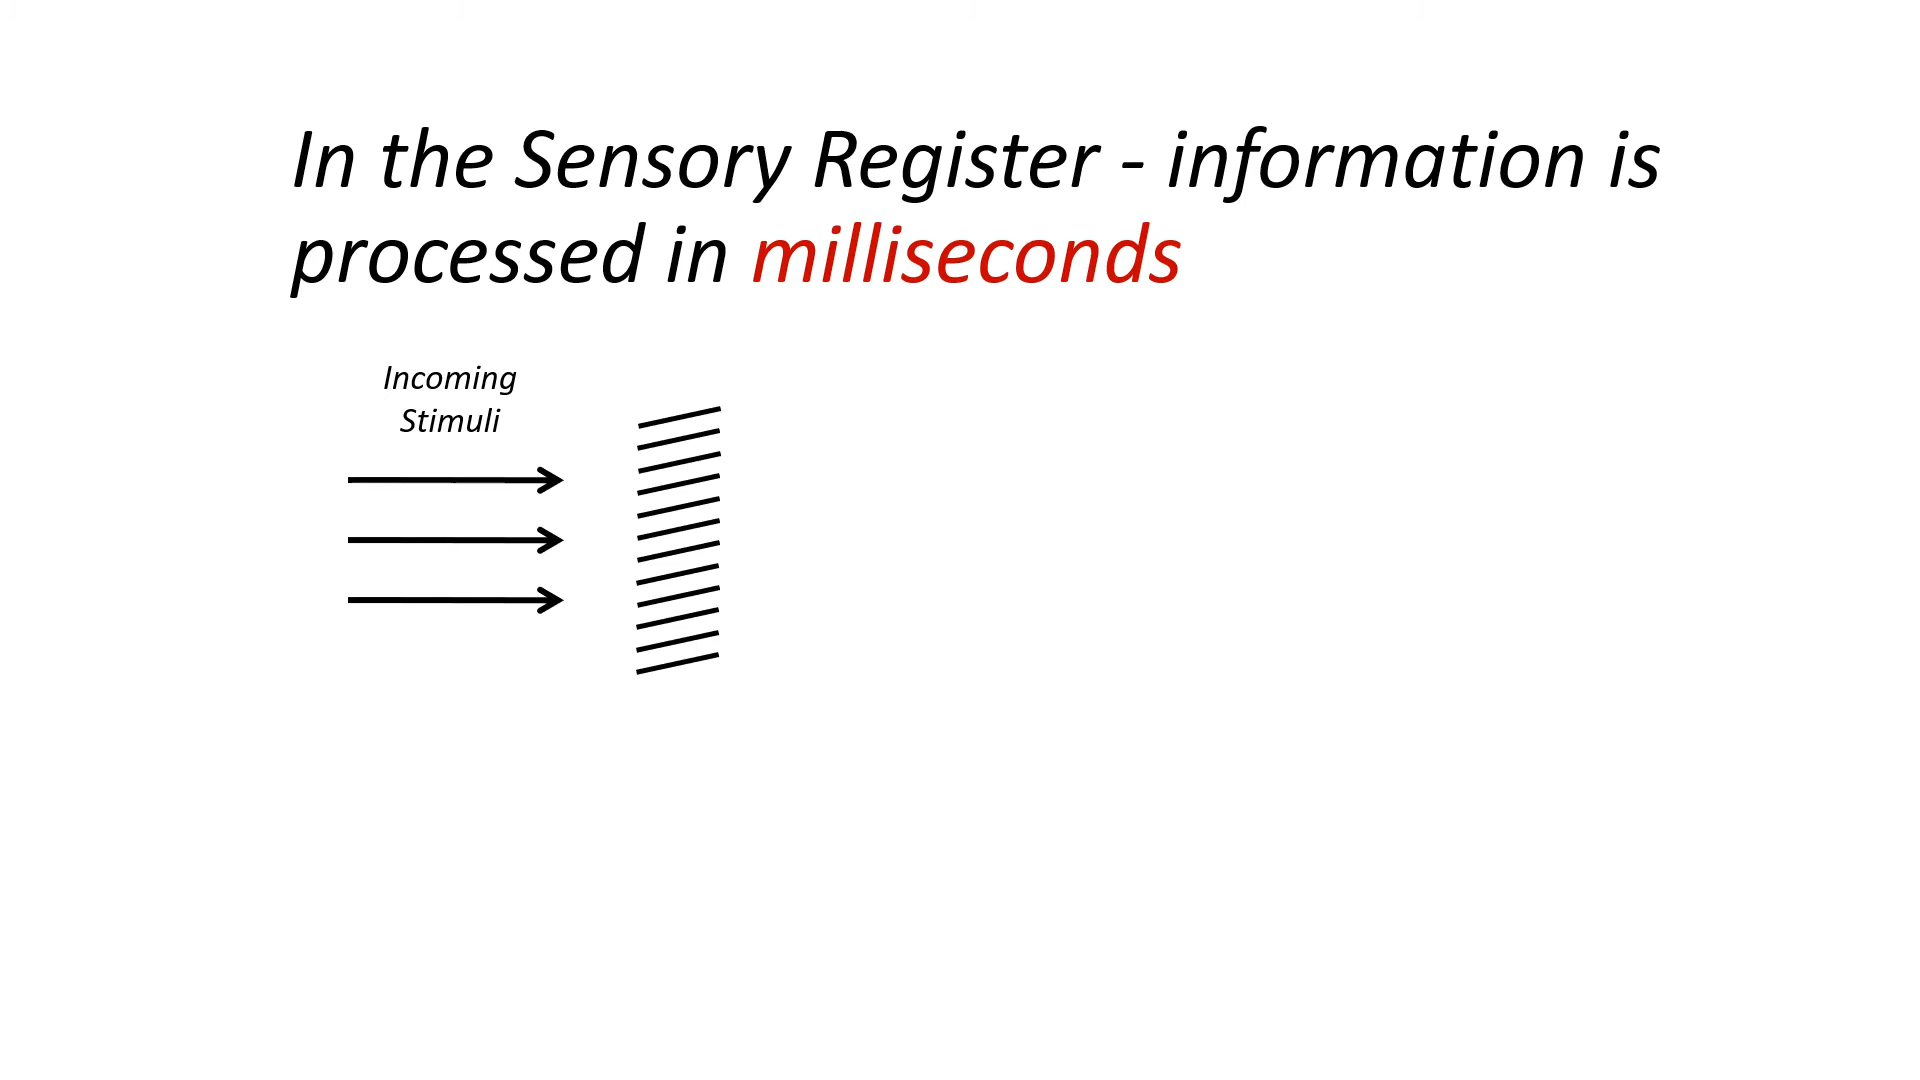 In the Sensory Register - information is
processed in milliseconds
Incoming
Stimuli